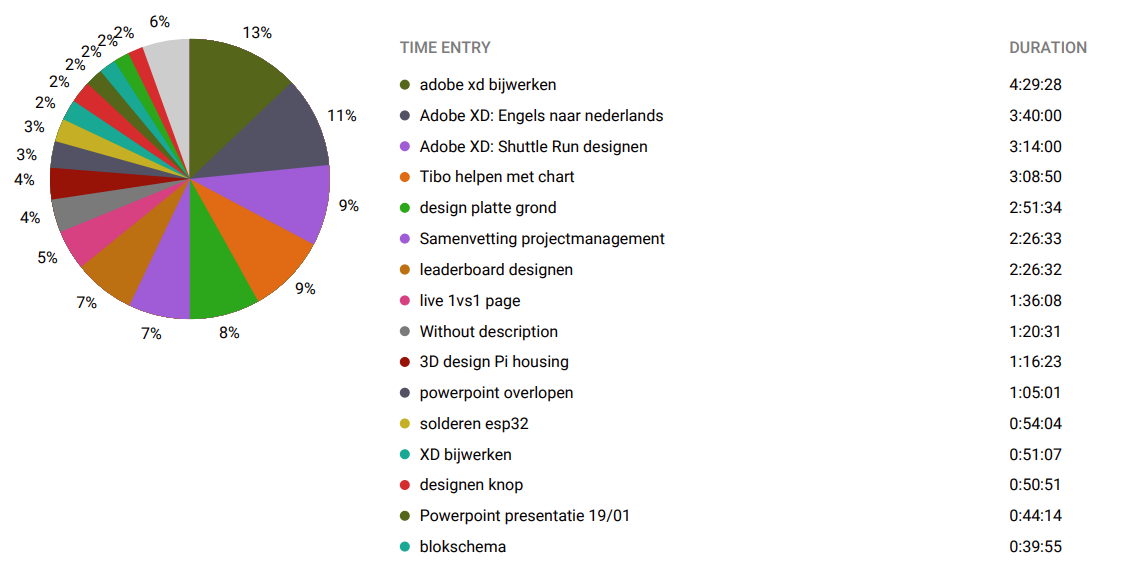 6%
13%
2%
2%
2%
2%
2%
2%
3%
3%
4%
4%
5%
7%
7%
8%
9%
9%
11%
TIME ENTRY DURATION
adobe xd bijwerken 4:29:28
Adobe XD: Engels naar nederlands 3:40:00
Adobe XD: Shuttle Run designen 3:14:00
Tibo helpen met chart 3:08:50
design platte grond 2:51:34
Samenvetting projectmanagement 2:26:33
leaderboard designen 2:26:32
live 1vs1 page 1:36:08
Without description 1:20:31
3D design Pi housing 1:16:23
powerpoint overlopen 1:05:01
solderen esp32 0:54:04
XD bijwerken 0:51:07
designen knop 0:50:51
Powerpoint presentatie 19/01 0:44:14
blokschema 0:39:55